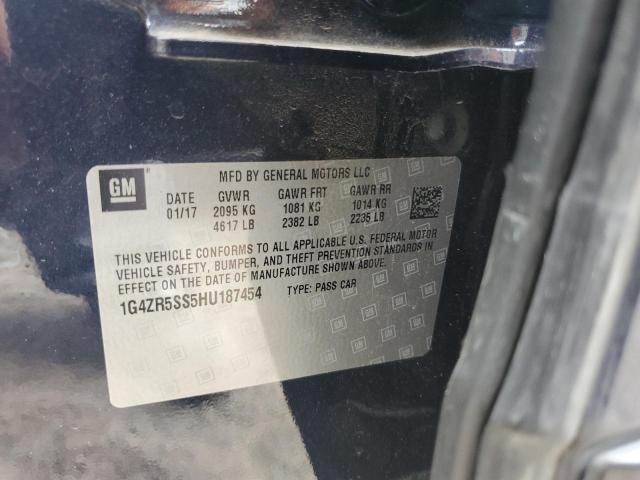 GM
MFD BY GENERAL MOTORS LLC
DATE GVWR GAWR FRT GAWR RR
01/17 2095 KG 1081 KG 1014 KG
4617 LB 2382 LB 2235 LB
THIS VEHICLE CONFORMS TO ALL APPLICABLE U.S. FEDERAL MOTOR
VEHICLE SAFETY, BUMPER, AND THEFT PREVENTION STANDARDS IN
EFFECT ON THE DATE OF MANUFACTURE SHOWN ABOVE.
1G4ZR5SS5HU187454 TYPE: PASS CAR